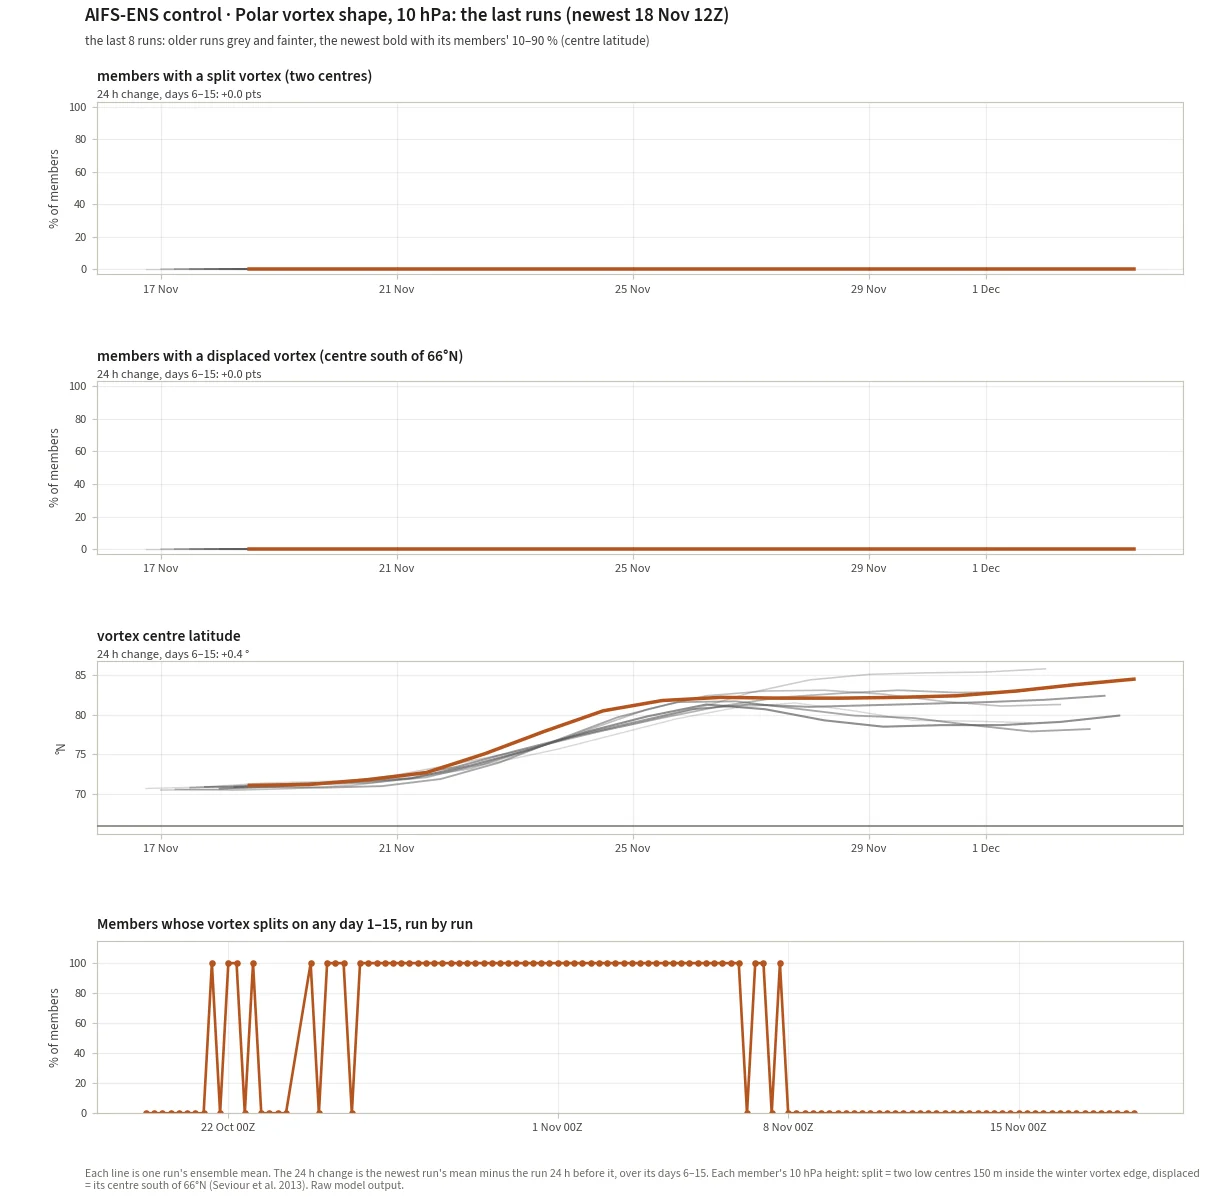 AIFS-ENS control · Polar vortex shape, 10 hPa: the last runs (newest 18 Nov 12Z)
the last 8 runs: older runs grey and fainter, the newest bold with its members' 10–90 % (centre latitude)
members with a split vortex (two centres)
24 h change, days 6–15: +0.0 pts
100
80
60
40
20
0
% of members
17 Nov
21 Nov
25 Nov
29 Nov
1 Dec
members with a displaced vortex (centre south of 66°N)
24 h change, days 6–15: +0.0 pts
100
80
60
40
20
0
% of members
17 Nov
21 Nov
25 Nov
29 Nov
1 Dec
vortex centre latitude
24 h change, days 6–15: +0.4 °
85
80
75
70
°N
17 Nov
21 Nov
25 Nov
29 Nov
1 Dec
Members whose vortex splits on any day 1–15, run by run
100
80
60
40
20
0
% of members
22 Oct 00Z
1 Nov 00Z
8 Nov 00Z
15 Nov 00Z
Each line is one run's ensemble mean. The 24 h change is the newest run's mean minus the run 24 h before it, over its days 6–15. Each member's 10 hPa height: split = two low centres 150 m inside the winter vortex edge, displaced
= its centre south of 66°N (Seviour et al. 2013). Raw model output.